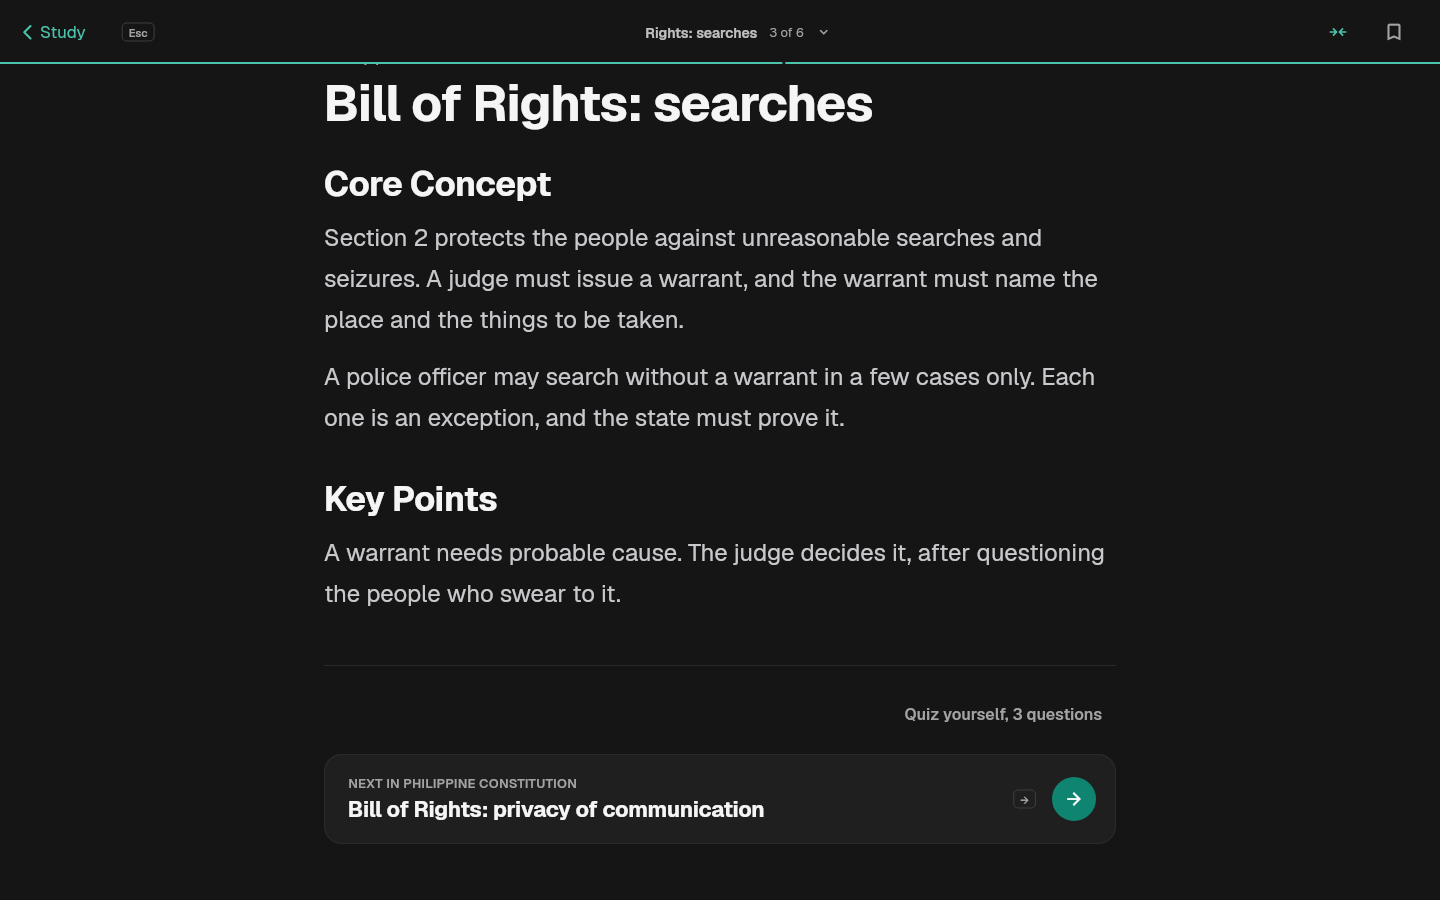 Study
Esc
Rights: searches 3 of 6
Bill of Rights: searches
Core Concept
Section 2 protects the people against unreasonable searches and
seizures. A judge must issue a warrant, and the warrant must name the
place and the things to be taken.
A police officer may search without a warrant in a few cases only. Each
one is an exception, and the state must prove it.
Key Points
A warrant needs probable cause. The judge decides it, after questioning
the people who swear to it.
Quiz yourself, 3 questions
NEXT IN PHILIPPINE CONSTITUTION
Bill of Rights: privacy of communication